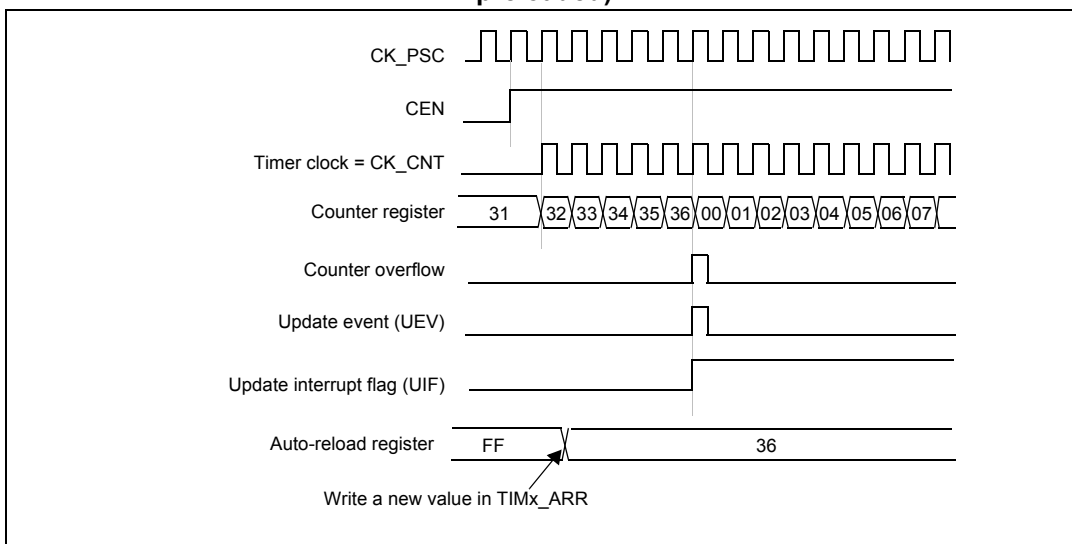 CK_PSC
CEN
Timer clock = CK_CNT
Counter register 31 32 33 34 35 36 00 01 02 03 04 05 06 07
Counter overflow
Update event (UEV)
Update interrupt flag (UIF)
Auto-reload register FF 36
Write a new value in TIMx_ARR